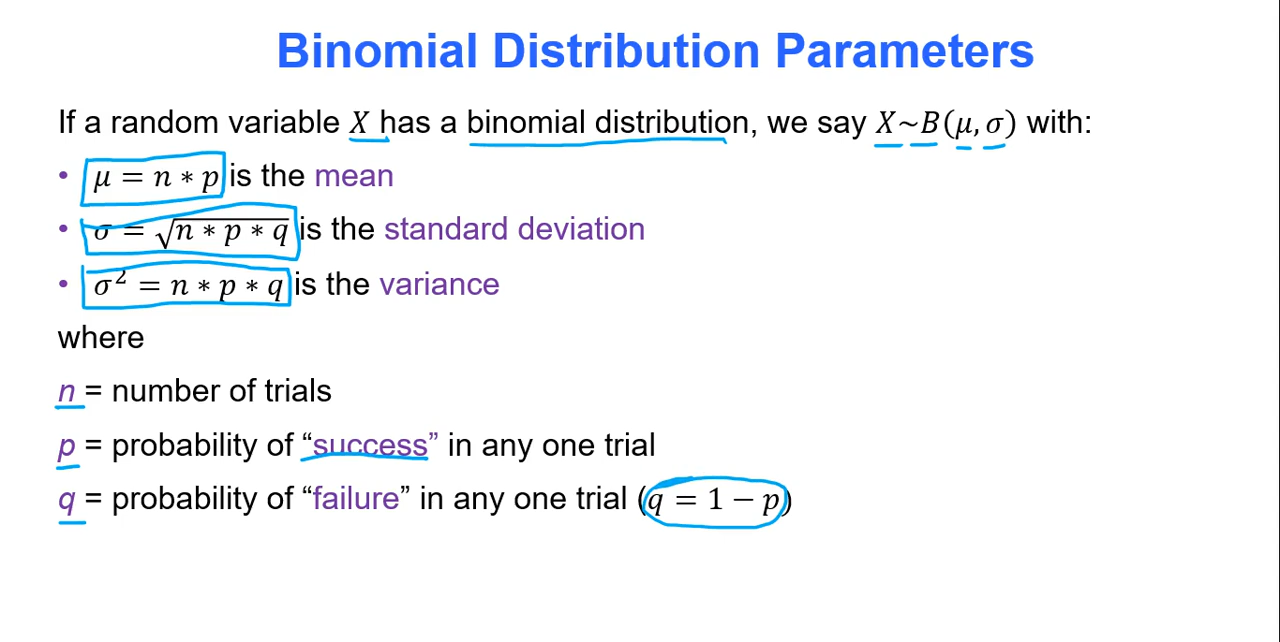 Binomial Distribution Parameters
If a random variable X has a binomial distribution, we say X~B(μ, σ) with:
• μ = n * p is the mean
• σ = √n * p * q is the standard deviation
• σ² = n * p * q is the variance
where
n = number of trials
p = probability of “success” in any one trial
q = probability of “failure” in any one trial (q = 1 − p)